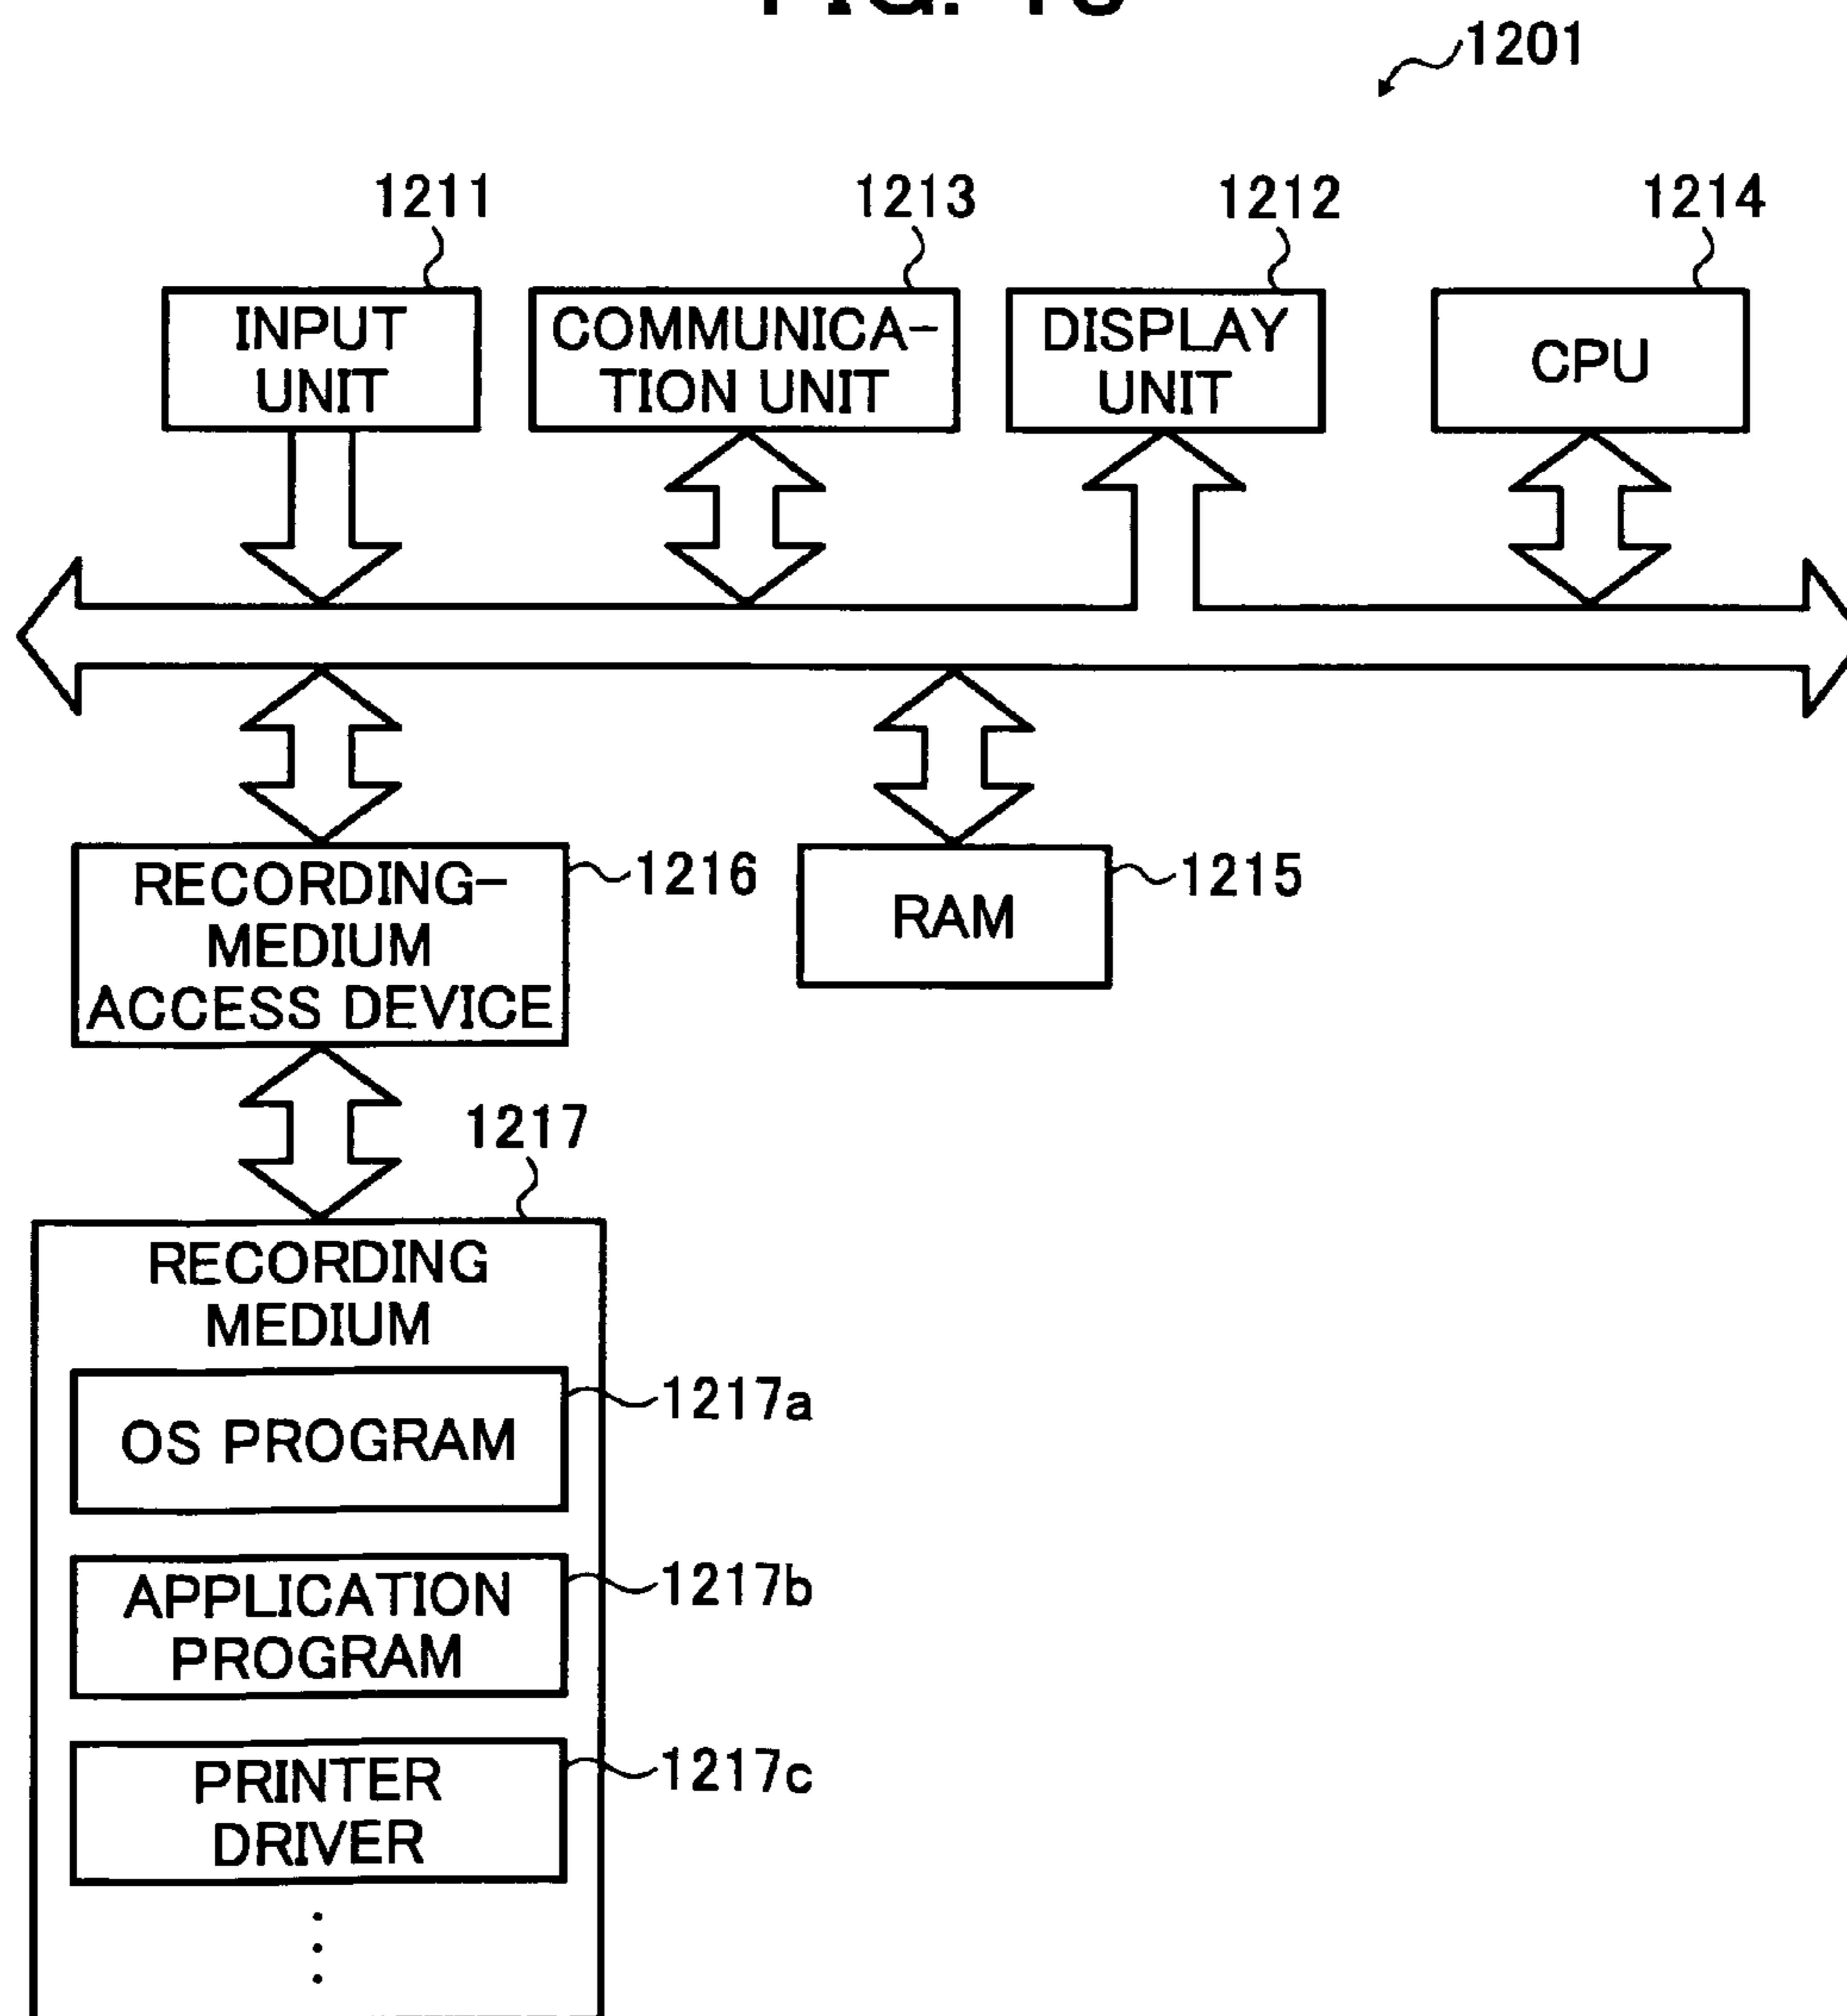 1201
1211
1213
1212
1214
INPUT
UNIT
COMMUNICA-
TION UNIT
DISPLAY
UNIT
CPU
RECORDING-
MEDIUM
ACCESS DEVICE
1216
RAM
1215
1217
RECORDING
MEDIUM
OS PROGRAM
1217a
APPLICATION
PROGRAM
1217b
PRINTER
DRIVER
1217c